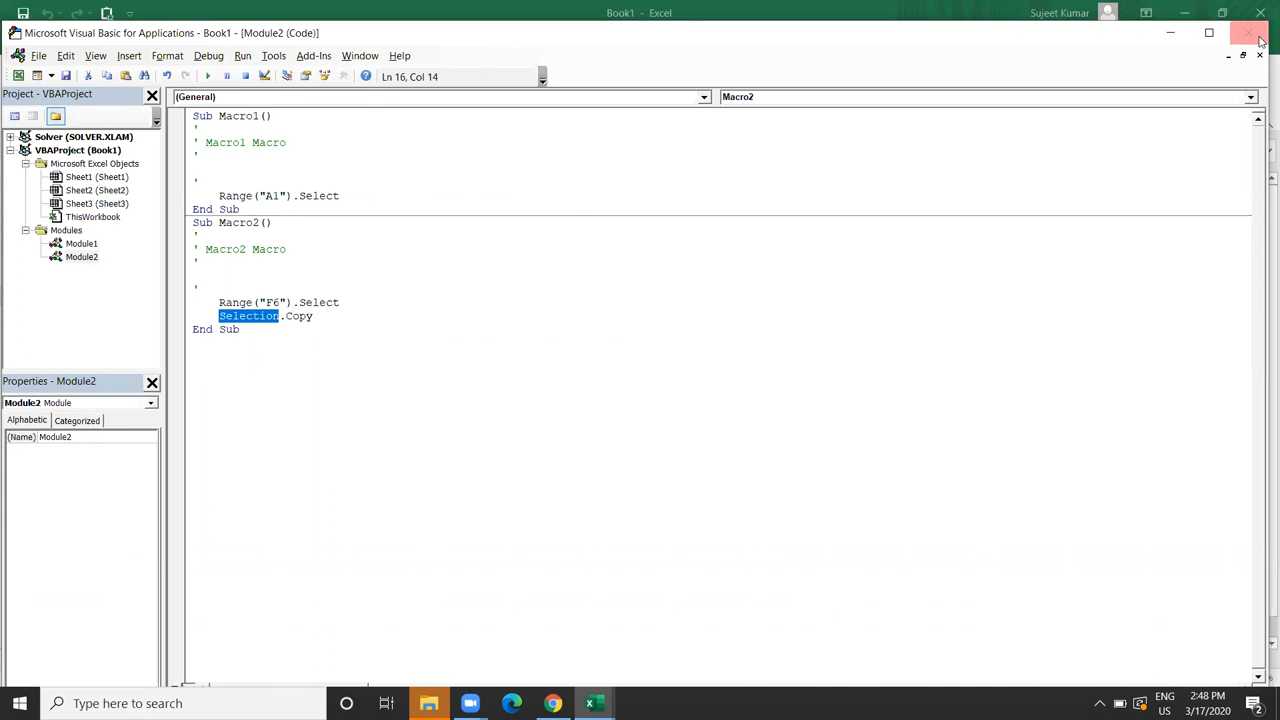 Book1 - Excel
Sujeet Kumar
Microsoft Visual Basic for Applications - Book1 - [Module2 (Code)]
File Edit View Insert Format Debug Run Tools Add-Ins Window Help
Ln 16, Col 14
Project - VBAProject
(General)
Macro2
Solver (SOLVER.XLAM)
VBAProject (Book1)
Microsoft Excel Objects
Sheet1 (Sheet1)
Sheet2 (Sheet2)
Sheet3 (Sheet3)
ThisWorkbook
Modules
Module1
Module2
Sub Macro1()
'
' Macro1 Macro
'
'
Range("A1").Select
End Sub
Sub Macro2()
'
' Macro2 Macro
'
'
Range("F6").Select
Selection.Copy
End Sub
Properties - Module2
Module2 Module
Alphabetic Categorized
(Name) Module2
Type here to search
ENG
US
2:48 PM
3/17/2020
2